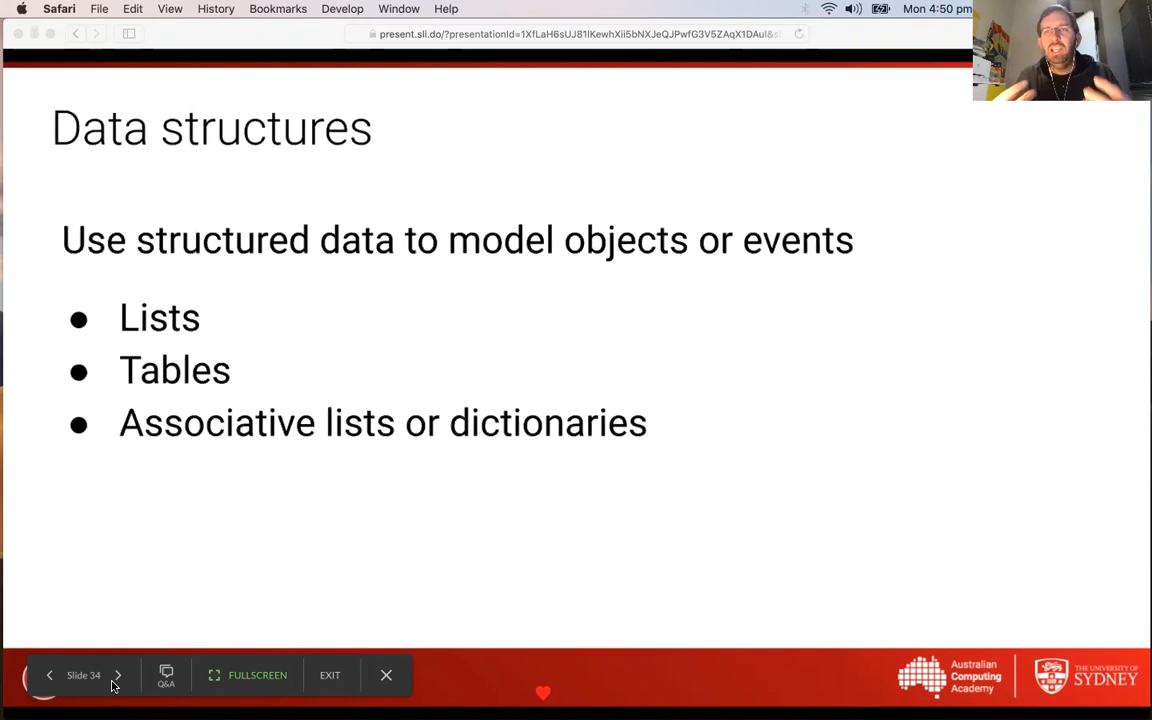 Safari File Edit View History Bookmarks Develop Window Help Mon 4:50 pm
Data structures
Use structured data to model objects or events
● Lists
● Tables
● Associative lists or dictionaries
Slide 34
Q&A
FULLSCREEN
EXIT
Australian
Computing
Academy
THE UNIVERSITY OF
SYDNEY